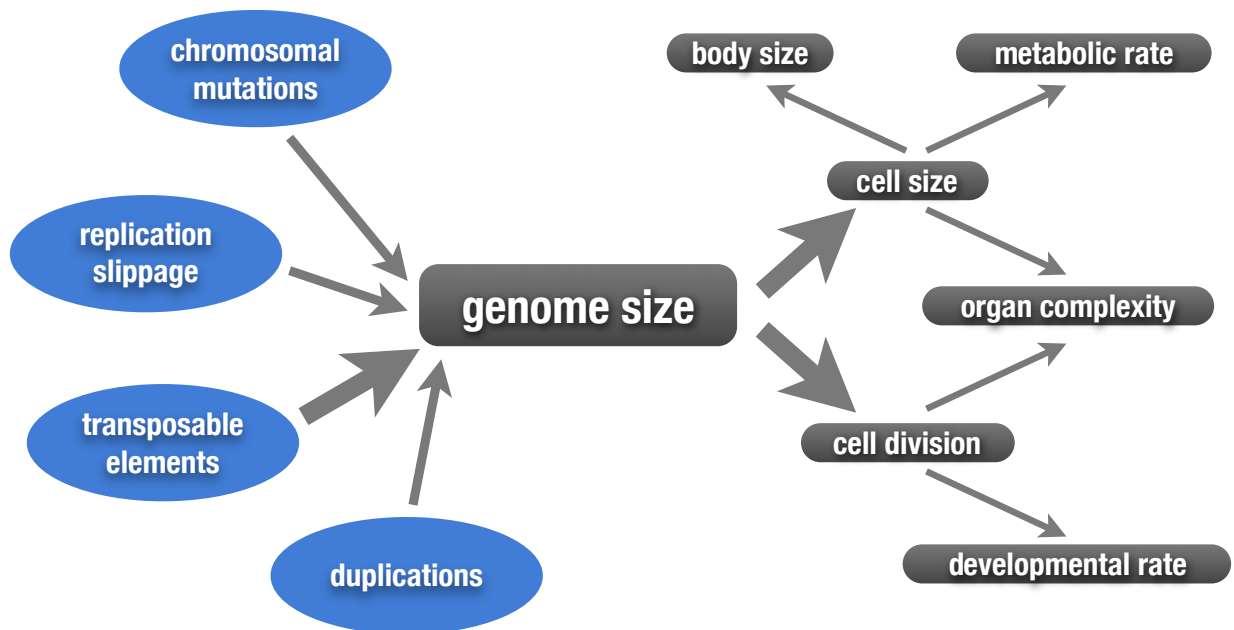 chromosomal
mutations
replication
slippage
transposable
elements
duplications
genome size
body size
metabolic rate
cell size
organ complexity
cell division
developmental rate